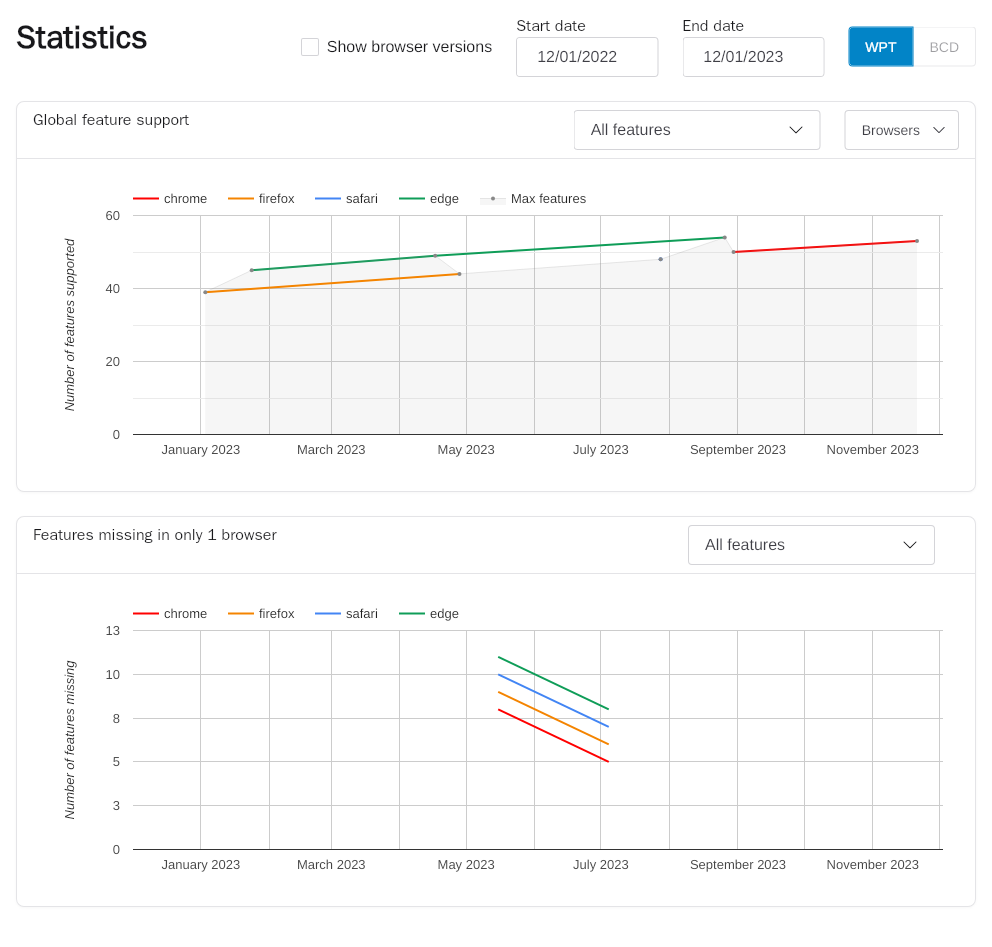 Statistics
Show browser versions
Start date
12/01/2022
End date
12/01/2023
WPT
BCD
Global feature support
All features
Browsers
chrome firefox safari edge Max features
Number of features supported
60
40
20
0
January 2023 March 2023 May 2023 July 2023 September 2023 November 2023
Features missing in only 1 browser
All features
chrome firefox safari edge
Number of features missing
13
10
8
5
3
0
January 2023 March 2023 May 2023 July 2023 September 2023 November 2023